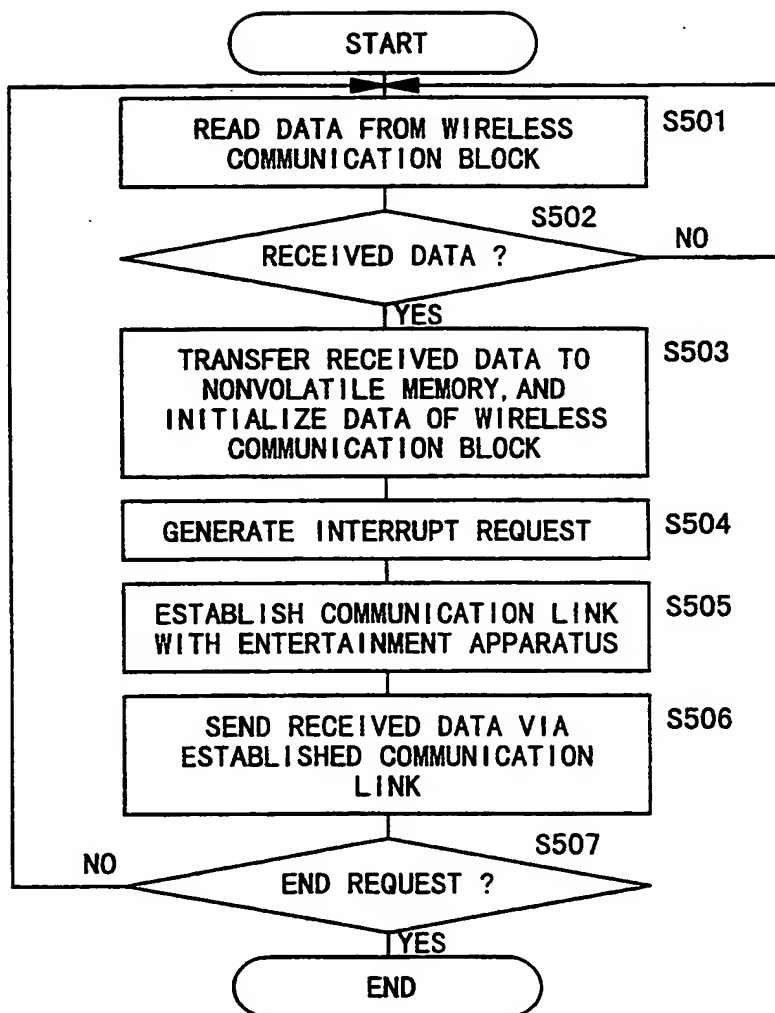 START
READ DATA FROM WIRELESS
COMMUNICATION BLOCK
S501
S502
RECEIVED DATA ?
NO
YES
TRANSFER RECEIVED DATA TO
NONVOLATILE MEMORY, AND
INITIALIZE DATA OF WIRELESS
COMMUNICATION BLOCK
S503
GENERATE INTERRUPT REQUEST
S504
ESTABLISH COMMUNICATION LINK
WITH ENTERTAINMENT APPARATUS
S505
SEND RECEIVED DATA VIA
ESTABLISHED COMMUNICATION
LINK
S506
S507
NO
END REQUEST ?
YES
END